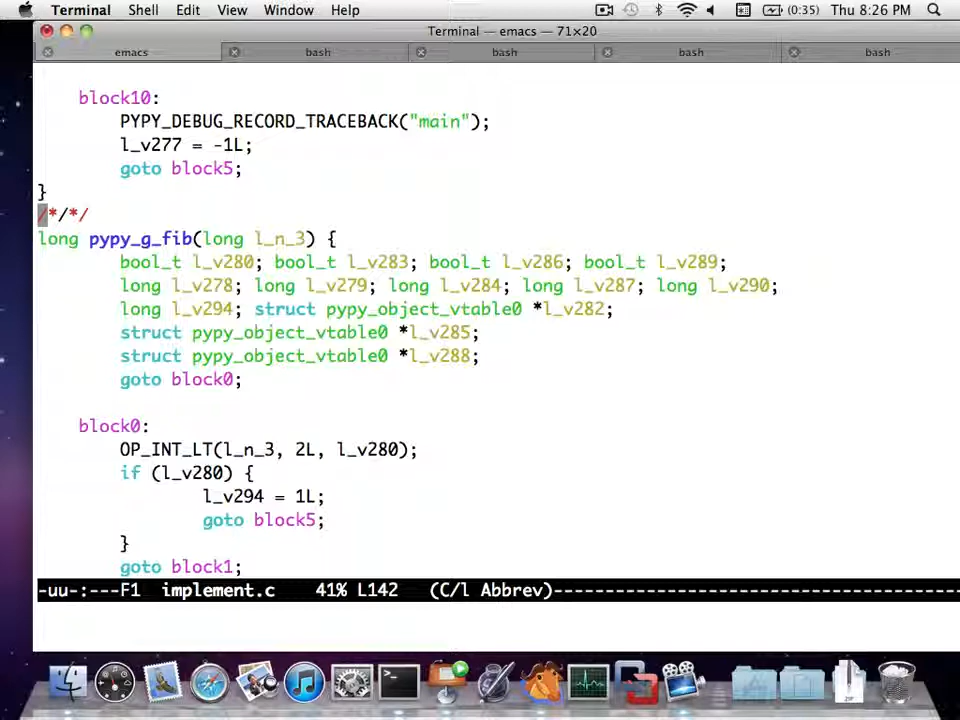 Terminal Shell Edit View Window Help (0:35) Thu 8:26 PM
Terminal — emacs — 71×20
emacs bash bash bash bash
block10:
PYPY_DEBUG_RECORD_TRACEBACK("main");
l_v277 = -1L;
goto block5;
}
/*/*/
long pypy_g_fib(long l_n_3) {
bool_t l_v280; bool_t l_v283; bool_t l_v286; bool_t l_v289;
long l_v278; long l_v279; long l_v284; long l_v287; long l_v290;
long l_v294; struct pypy_object_vtable0 *l_v282;
struct pypy_object_vtable0 *l_v285;
struct pypy_object_vtable0 *l_v288;
goto block0;
block0:
OP_INT_LT(l_n_3, 2L, l_v280);
if (l_v280) {
l_v294 = 1L;
goto block5;
}
goto block1;
-uu-:---F1 implement.c 41% L142 (C/l Abbrev)------------------------------------------------